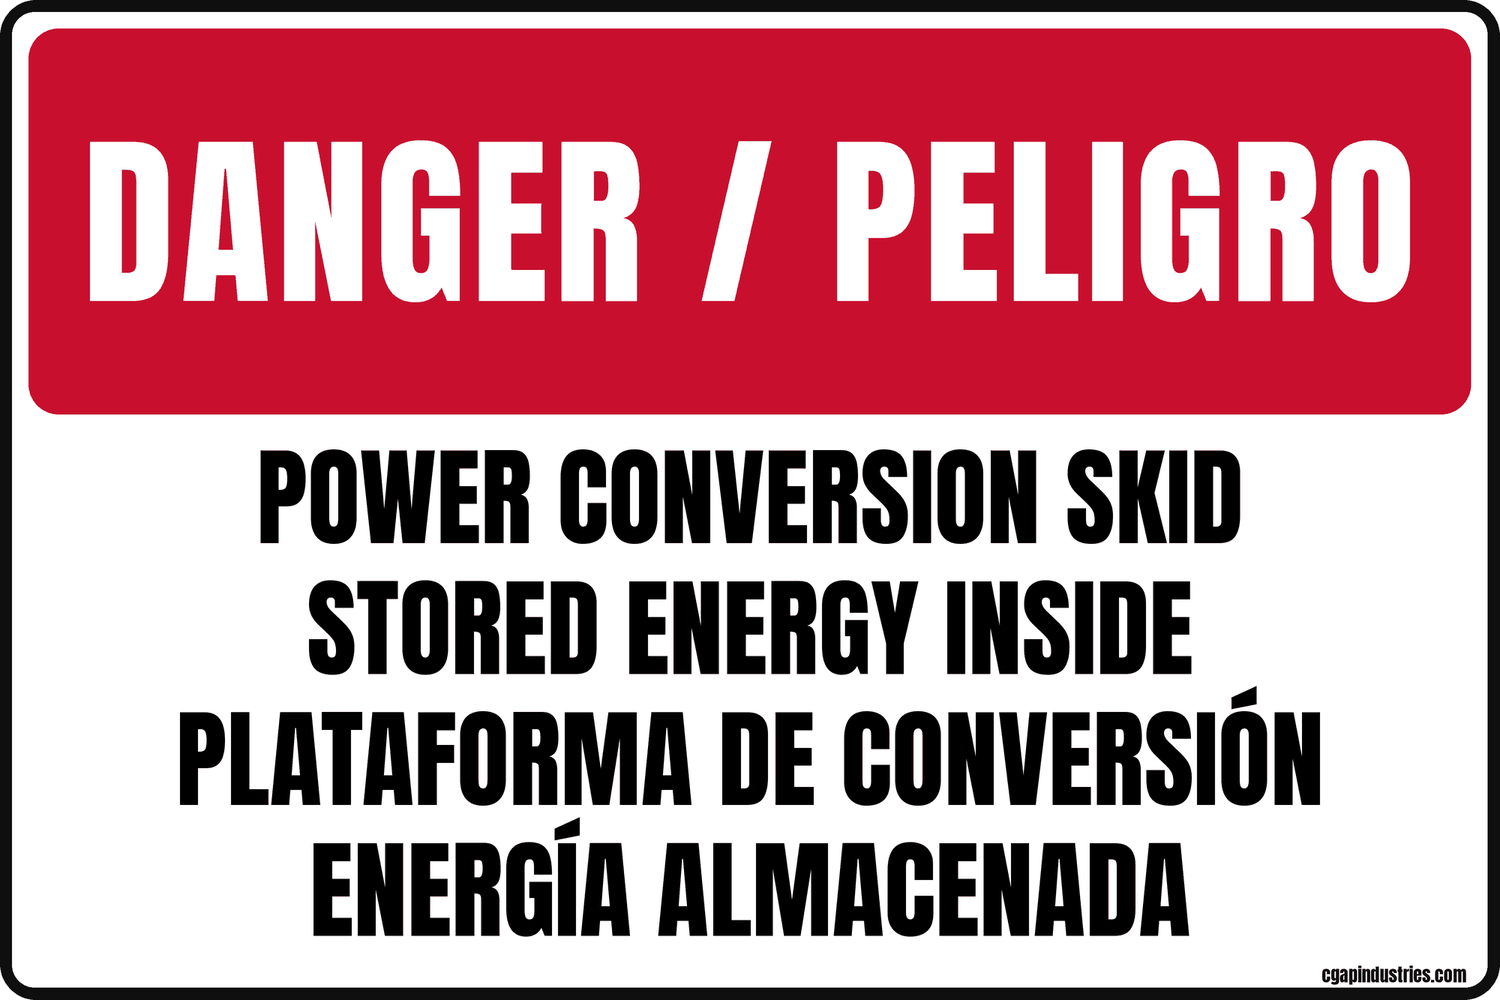 DANGER / PELIGRO
POWER CONVERSION SKID
STORED ENERGY INSIDE
PLATAFORMA DE CONVERSIÓN
ENERGÍA ALMACENADA
cgapindustries.com